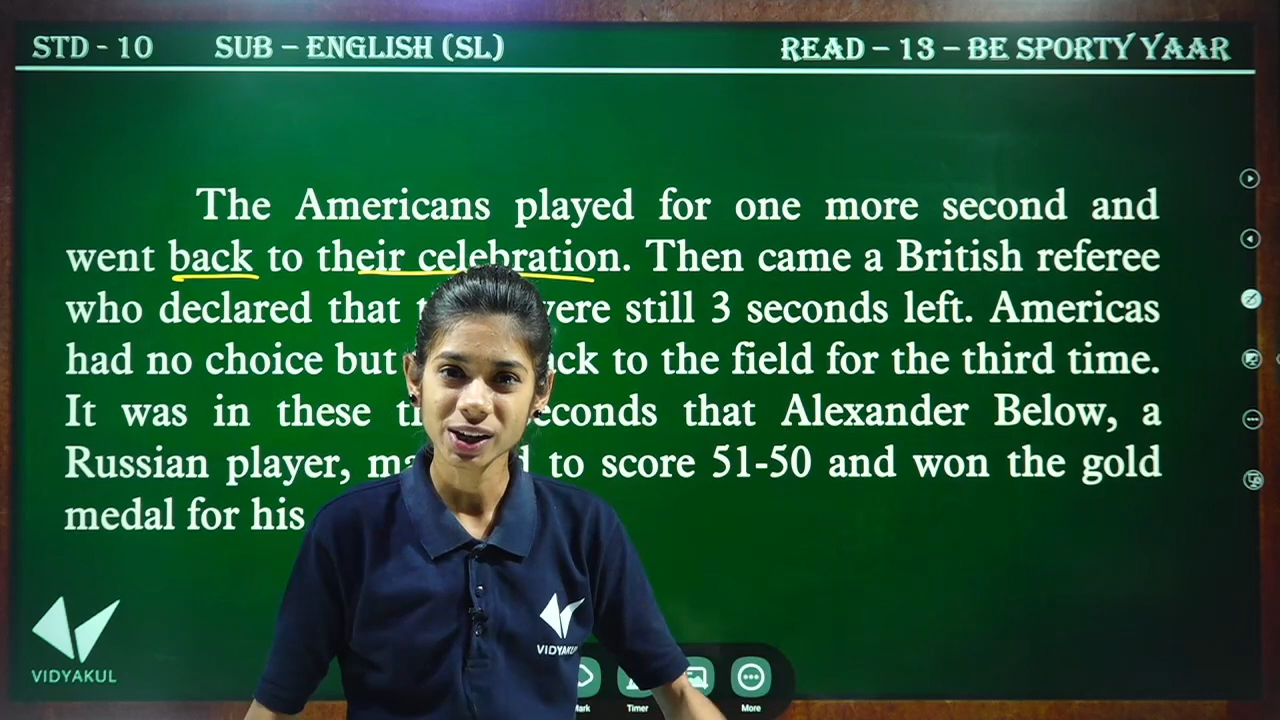 STD - 10 SUB – ENGLISH (SL) READ – 13 – BE SPORTY YAAR
The Americans played for one more second and
went back to their celebration. Then came a British referee
who declared that were still 3 seconds left. Americas
had no choice but to the field for the third time.
It was in these that Alexander Below, a
Russian player, to score 51-50 and won the gold
medal for his
VIDYAKUL
VIDYAKUL
Timer More